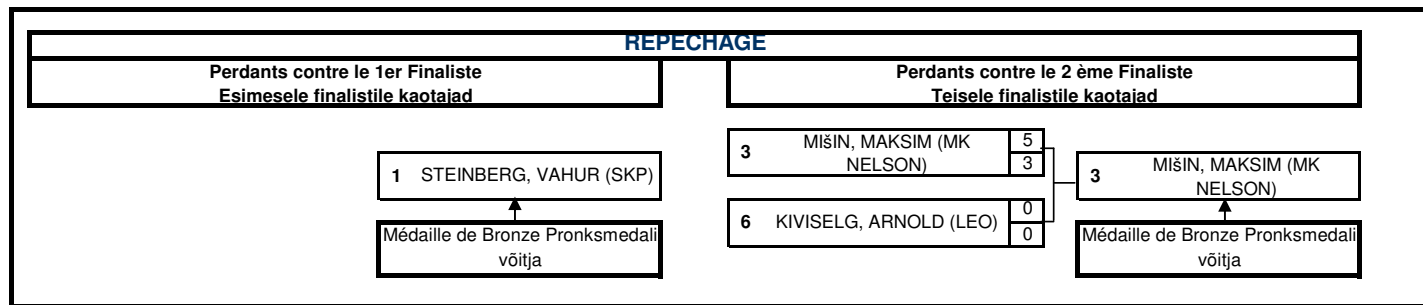 REPECHAGE
Perdants contre le 1er Finaliste
Esimesele finalistile kaotajad
Perdants contre le 2 ème Finaliste
Teisele finalistile kaotajad
1 STEINBERG, VAHUR (SKP)
Médaille de Bronze Pronksmedali
võitja
3 MIšIN, MAKSIM (MK
NELSON)
5
3
6 KIVISELG, ARNOLD (LEO)
0
0
3 MIšIN, MAKSIM (MK
NELSON)
Médaille de Bronze Pronksmedali
võitja